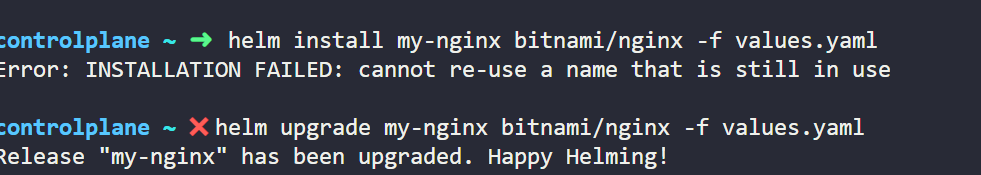 controlplane ~ ➜ helm install my-nginx bitnami/nginx -f values.yaml
Error: INSTALLATION FAILED: cannot re-use a name that is still in use
controlplane ~ ✖ helm upgrade my-nginx bitnami/nginx -f values.yaml
Release "my-nginx" has been upgraded. Happy Helming!